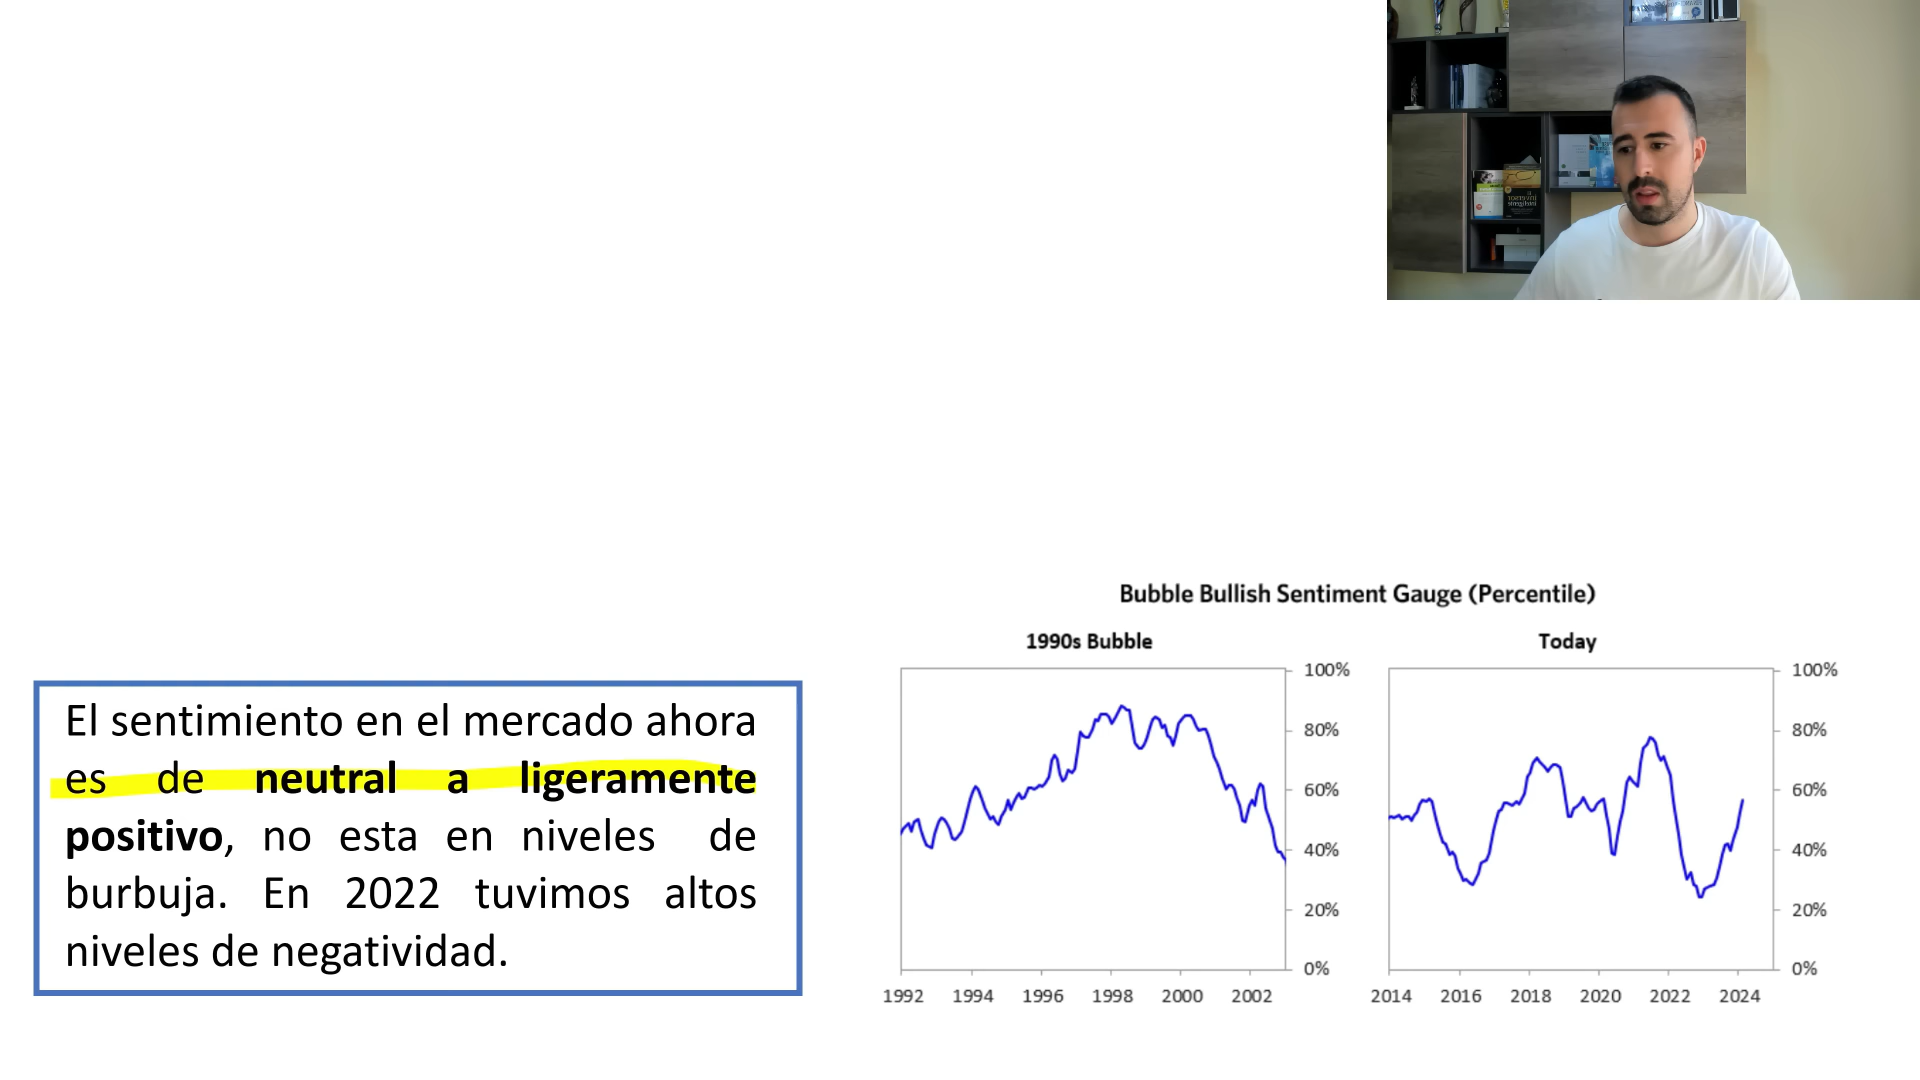 El sentimiento en el mercado ahora
es de neutral a ligeramente
positivo, no esta en niveles de
burbuja. En 2022 tuvimos altos
niveles de negatividad.
Bubble Bullish Sentiment Gauge (Percentile)
1990s Bubble
100%
80%
60%
40%
20%
0%
1992 1994 1996 1998 2000 2002
Today
100%
80%
60%
40%
20%
0%
2014 2016 2018 2020 2022 2024